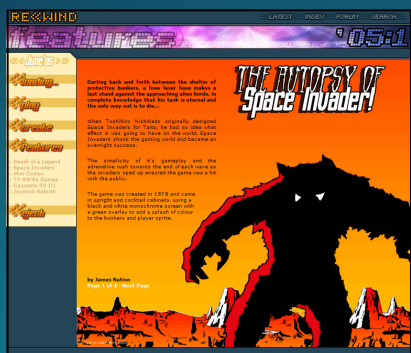 REWIND
:: LATEST :: INDEX :: FORUM :: SEARCH ::
features
'05:1
June'05
loading...
play
create
features
Death of a Legend
Space Invaders
Mini Comps
TI-99/4a Games
Cassette 50 III
Joystick Rebirth
THE AUTOPSY OF
Space Invader!
Darting back and forth between the shelter of
protective bunkers, a lone laser base makes a
last stand against the approaching alien horde, in
complete knowledge that his task is eternal and
the only way out is to die...
When Toshihiro Nishikado originally designed
Space Invaders for Taito, he had no idea what
effect it was going to have on the world. Space
Invaders shook the gaming world and became an
overnight success.
The simplicity of it's gameplay and the
adrenaline rush towards the end of each wave as
the invaders sped up ensured the game was a hit
with the public.
The game was created in 1978 and came
in upright and cocktail cabinets, using a
black and white monochrome screen with
a green overlay to add a splash of colour
to the bunkers and player sprite.
by James Nation
Page 1 of 4 - Next Page